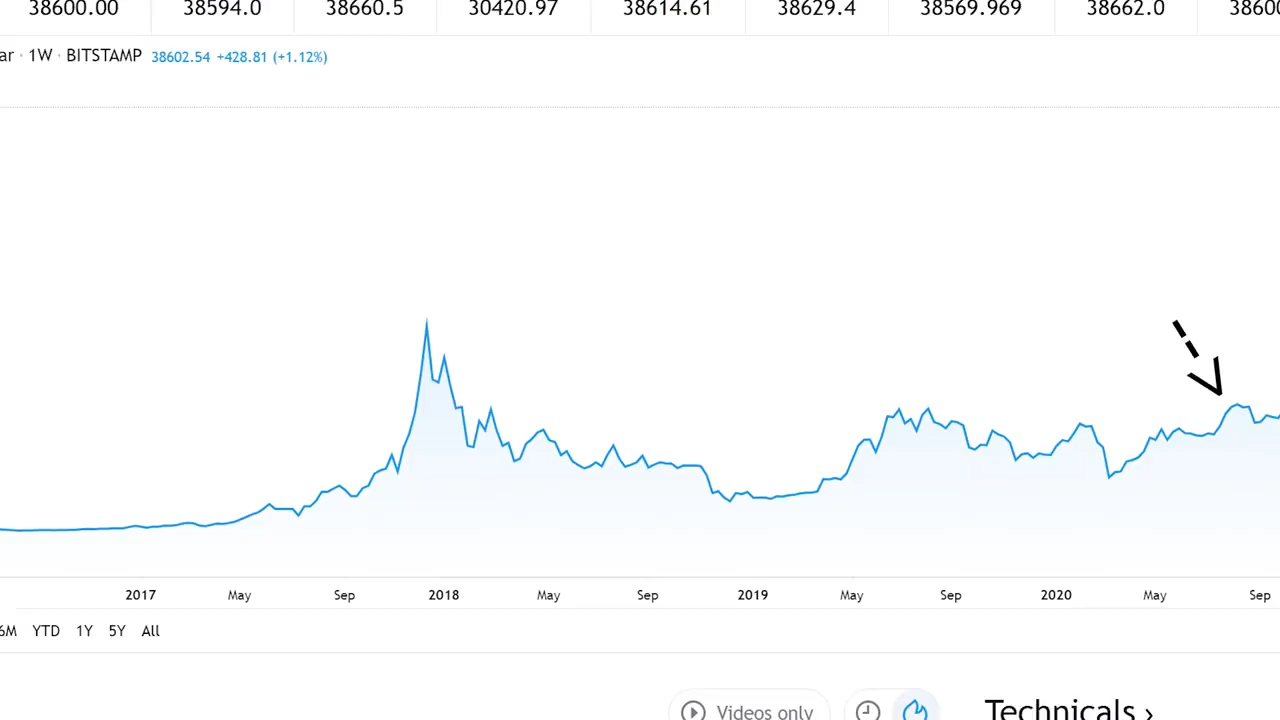 38600.00 38594.0 38660.5 30420.97 38614.61 38629.4 38569.969 38662.0 3860
ar · 1W · BITSTAMP 38602.54 +428.81 (+1.12%)
2017 May Sep 2018 May Sep 2019 May Sep 2020 May Sep
6M YTD 1Y 5Y All
Videos only
Technicals ›